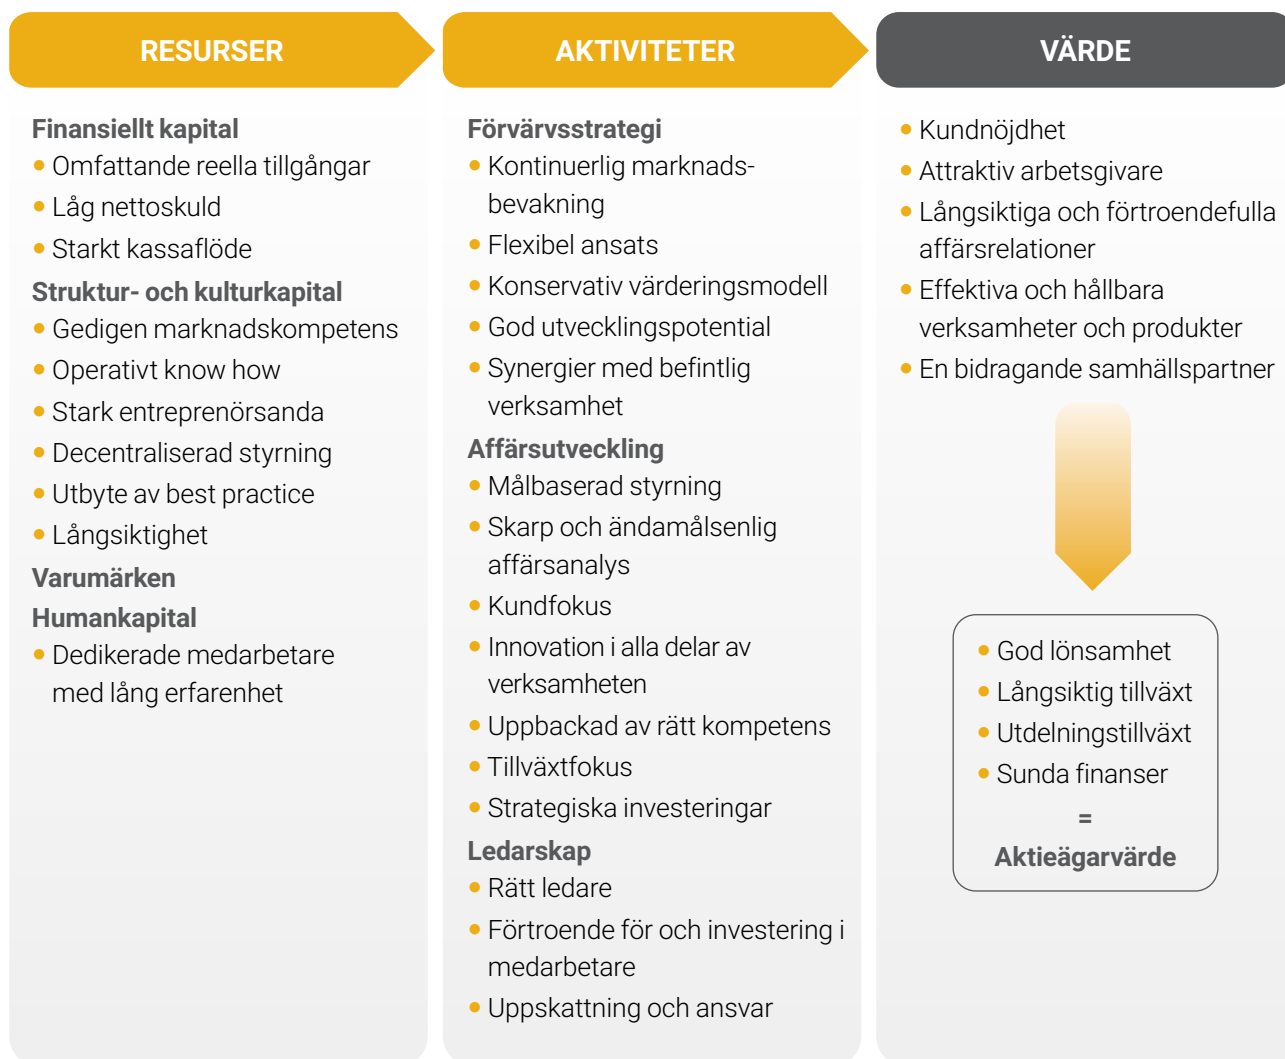 RESURSER
Finansiellt kapital
Omfattande reella tillgångar
Låg nettoskuld
Starkt kassaflöde
Struktur- och kulturkapital
Gedigen marknadskompetens
Operativt know how
Stark entreprenörsanda
Decentraliserad styrning
Utbyte av best practice
Långsiktighet
Varumärken
Humankapital
Dedikerade medarbetare
med lång erfarenhet
AKTIVITETER
Förvärvsstrategi
Kontinuerlig marknads-
bevakning
Flexibel ansats
Konservativ värderingsmodell
God utvecklingspotential
Synergier med befintlig
verksamhet
Affärsutveckling
Målbaserad styrning
Skarp och ändamålsenlig
affärsanalys
Kundfokus
Innovation i alla delar av
verksamheten
Uppbackad av rätt kompetens
Tillväxtfokus
Strategiska investeringar
Ledarskap
Rätt ledare
Förtroende för och investering i
medarbetare
Uppskattning och ansvar
VÄRDE
Kundnöjdhet
Attraktiv arbetsgivare
Långsiktiga och förtroendefulla
affärsrelationer
Effektiva och hållbara
verksamheter och produkter
En bidragande samhällspartner
God lönsamhet
Långsiktig tillväxt
Utdelningstillväxt
Sunda finanser
=
Aktieägarvärde